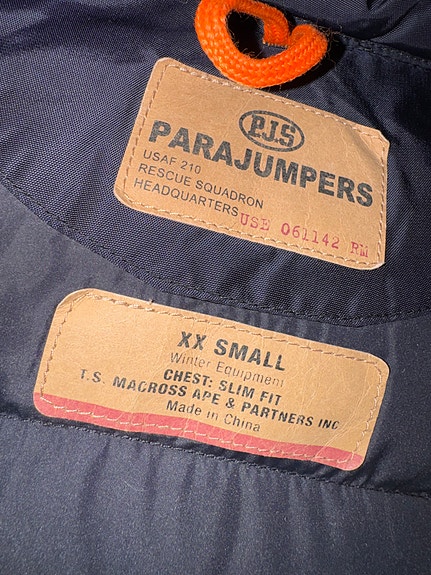 PJS
PARAJUMPERS
USAF 210
RESCUE SQUADRON
HEADQUARTERS USE 061142 RM
XX SMALL
Winter Equipment
CHEST: SLIM FIT
T.S. MACROSS APE & PARTNERS INC
Made in China